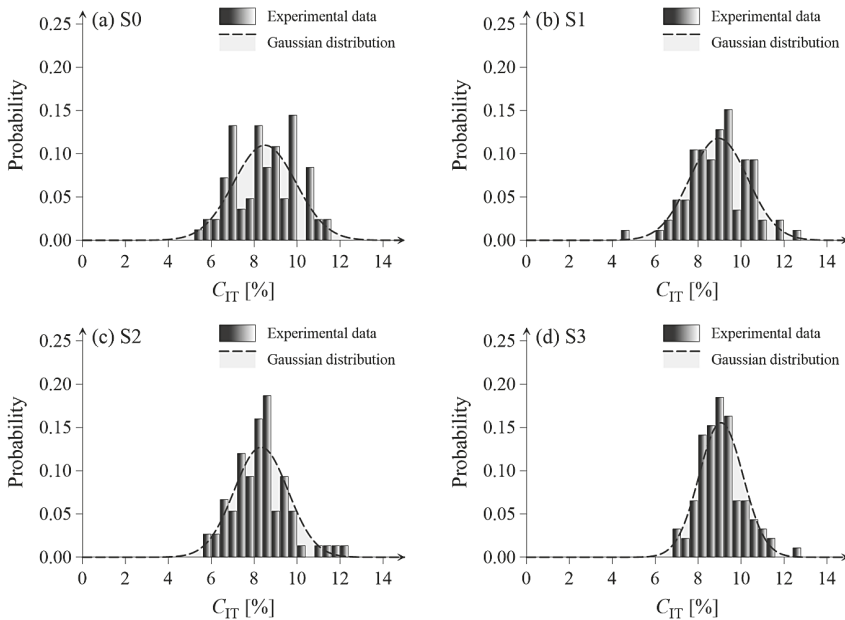 (a) S0
Experimental data
Gaussian distribution
Probability
0.25
0.20
0.15
0.10
0.05
0.00
0 2 4 6 8 10 12 14
C_IT [%]
(b) S1
Experimental data
Gaussian distribution
Probability
0.25
0.20
0.15
0.10
0.05
0.00
0 2 4 6 8 10 12 14
C_IT [%]
(c) S2
Experimental data
Gaussian distribution
Probability
0.25
0.20
0.15
0.10
0.05
0.00
0 2 4 6 8 10 12 14
C_IT [%]
(d) S3
Experimental data
Gaussian distribution
Probability
0.25
0.20
0.15
0.10
0.05
0.00
0 2 4 6 8 10 12 14
C_IT [%]